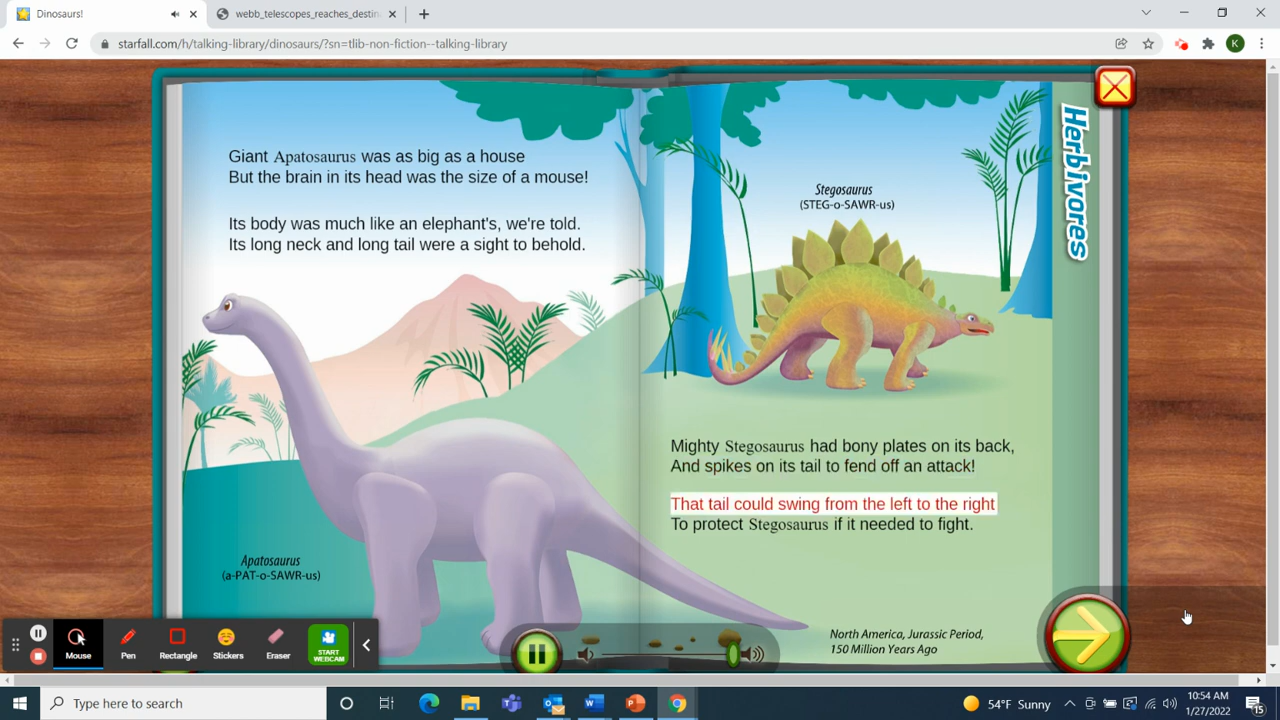 Dinosaurs!
webb_telescopes_reaches_destin
starfall.com/h/talking-library/dinosaurs/?sn=tlib-non-fiction--talking-library
K
Giant Apatosaurus was as big as a house
But the brain in its head was the size of a mouse!
Its body was much like an elephant's, we're told.
Its long neck and long tail were a sight to behold.
Apatosaurus
(a-PAT-o-SAWR-us)
Herbivores
Stegosaurus
(STEG-o-SAWR-us)
Mighty Stegosaurus had bony plates on its back,
And spikes on its tail to fend off an attack!
That tail could swing from the left to the right
To protect Stegosaurus if it needed to fight.
North America, Jurassic Period,
150 Million Years Ago
Mouse
Pen
Rectangle
Stickers
Eraser
START
WEBCAM
Type here to search
54°F Sunny
10:54 AM
1/27/2022
15